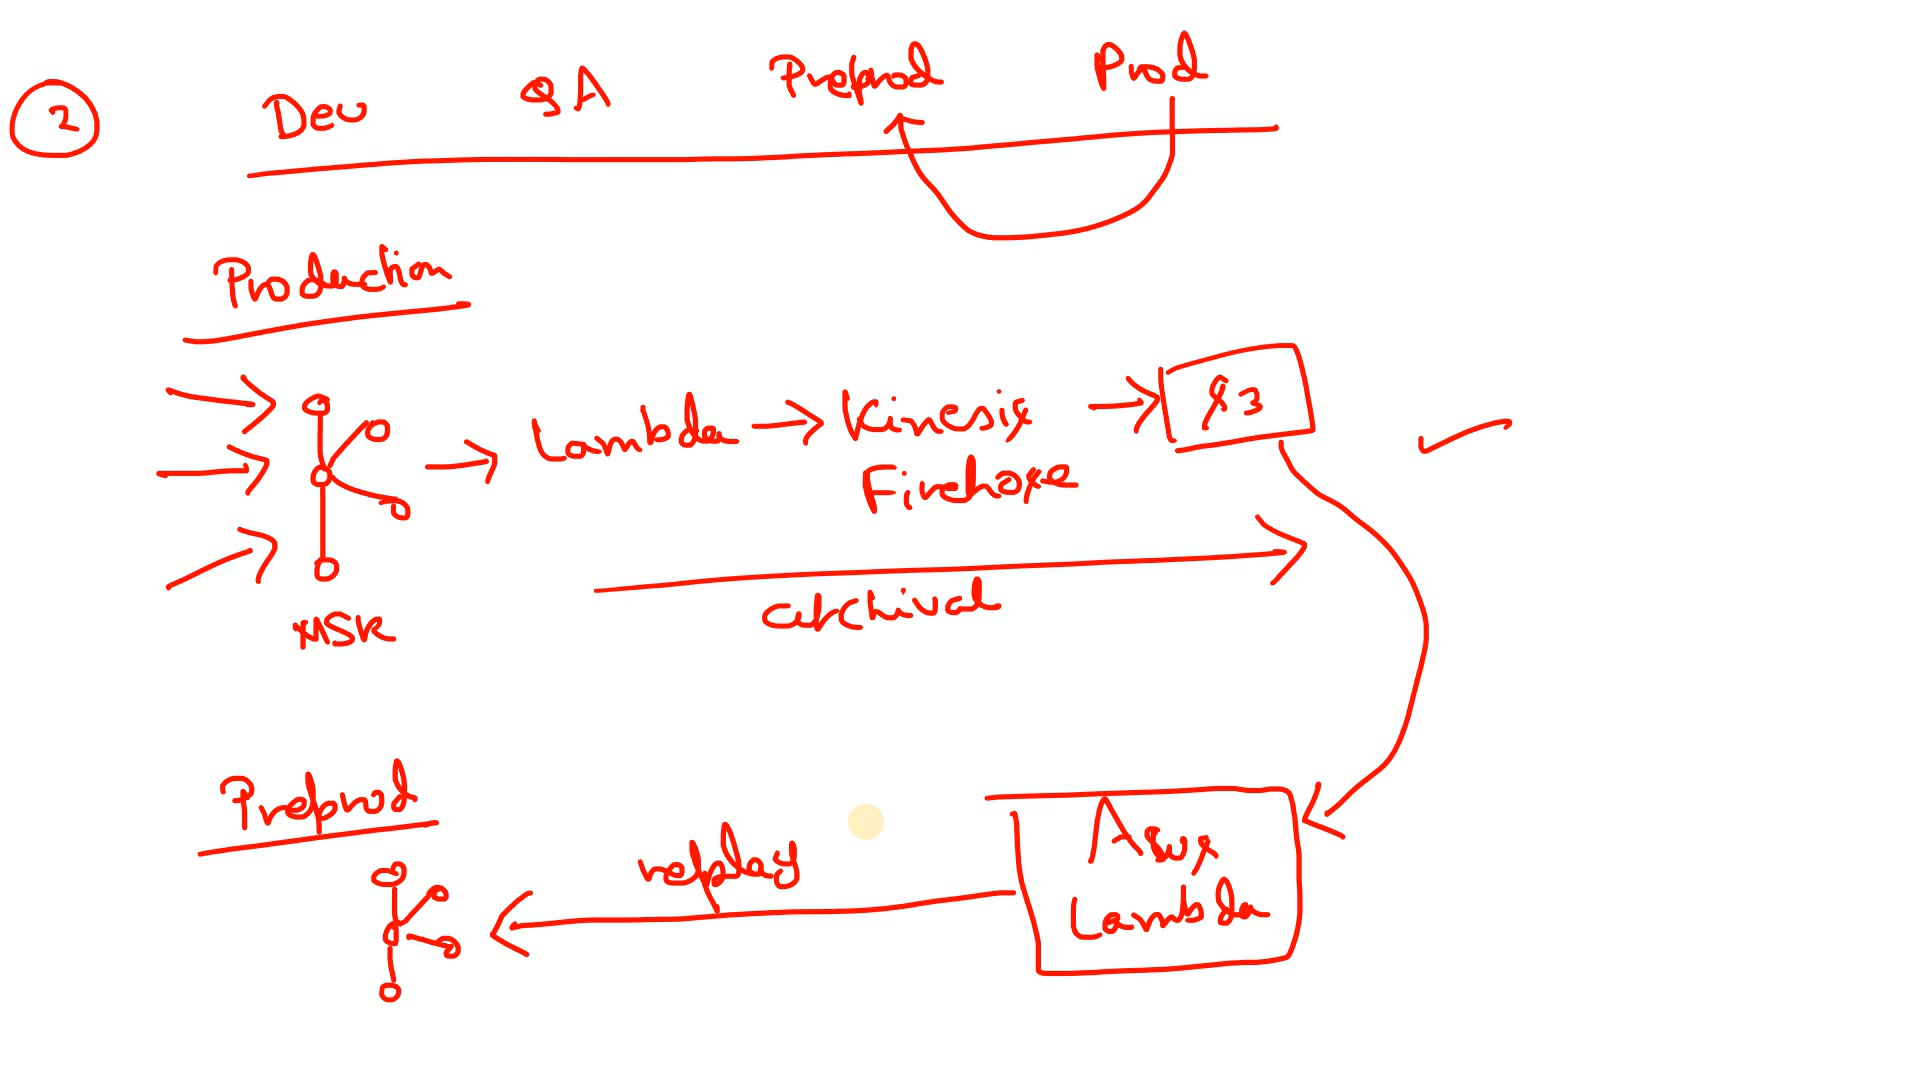 2
Dev QA Preprod Prod
Production
Lambda Kinesis
Firehose
S3
archival
MSK
Preprod
replay
Aws
Lambda